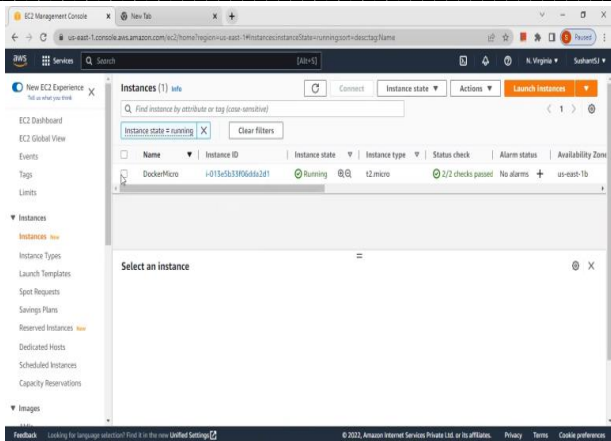 EC2 Management Console
New Tab
us-east-1.console.aws.amazon.com/ec2/home?region=us-east-1#Instances:instanceState=running;sort=desc:tag:Name
Paused
aws
Services
Search
[Alt+S]
N. Virginia
SushantSJ
New EC2 Experience
Tell us what you think
EC2 Dashboard
EC2 Global View
Events
Tags
Limits
Instances
Instances New
Instance Types
Launch Templates
Spot Requests
Savings Plans
Reserved Instances New
Dedicated Hosts
Scheduled Instances
Capacity Reservations
Images
Instances (1) Info
Connect
Instance state
Actions
Launch Instances
Find instance by attribute or tag (case-sensitive)
1
Instance state = running
Clear filters
Name Instance ID Instance state Instance type Status check Alarm status Availability Zone
DockerMicro i-013e5b33f06dda2d1 Running t2.micro 2/2 checks passed No alarms us-east-1b
Select an instance
Feedback Looking for language selection? Find it in the new Unified Settings © 2022, Amazon Internet Services Private Ltd. or its affiliates. Privacy Terms Cookie preferences